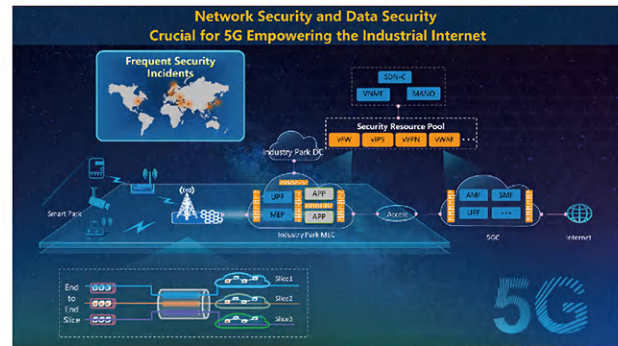 Network Security and Data Security
Crucial for 5G Empowering the Industrial Internet
Frequent Security
Incidents
SDN-C
VNMF
MANO
Security Resource Pool
vFW
vIPS
vVPN
vWAF
...
Industry Park DC
Smart Park
UPF
APP
MEP
APP
Industry Park MEC
Access
AMF
SMF
UPF
...
5GC
Internet
End
to
End
Slice
Slice1
Slice2
Slice3
5G